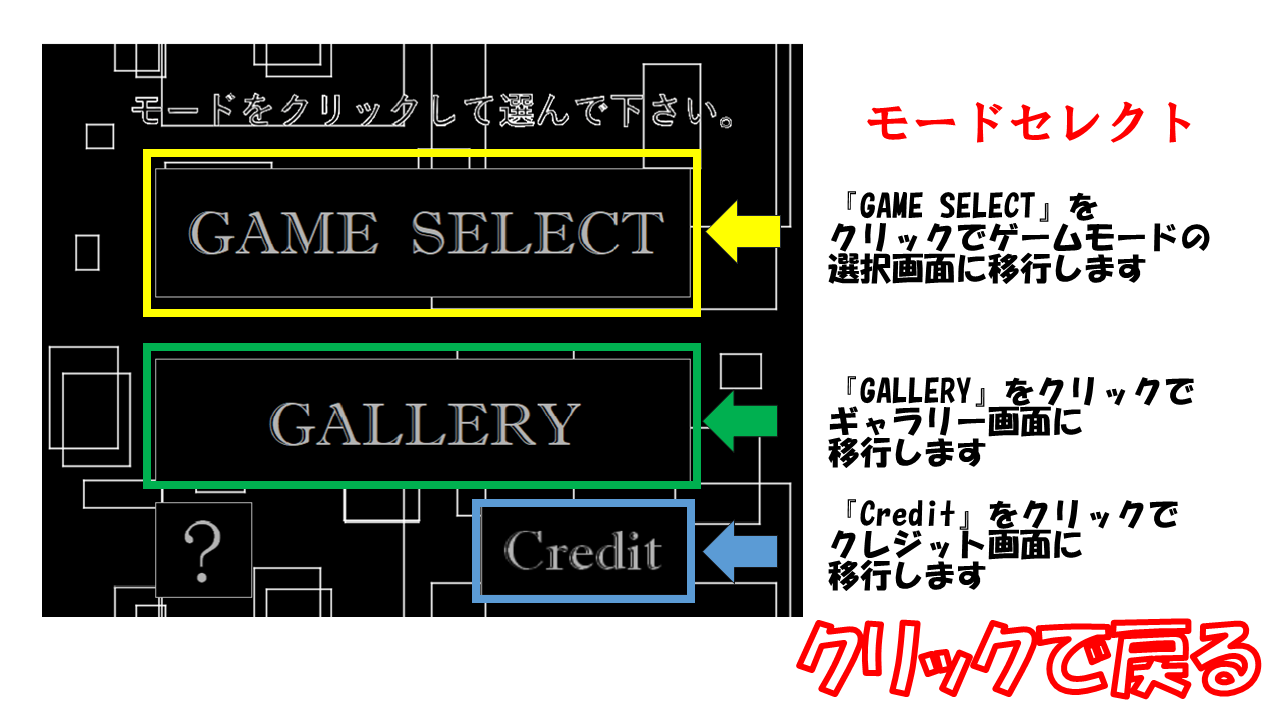 モードをクリックして選んで下さい。
GAME SELECT
GALLERY
?
Credit
モードセレクト
『GAME SELECT』を
クリックでゲームモードの
選択画面に移行します
『GALLERY』をクリックで
ギャラリー画面に
移行します
『Credit』をクリックで
クレジット画面に
移行します
クリックで戻る